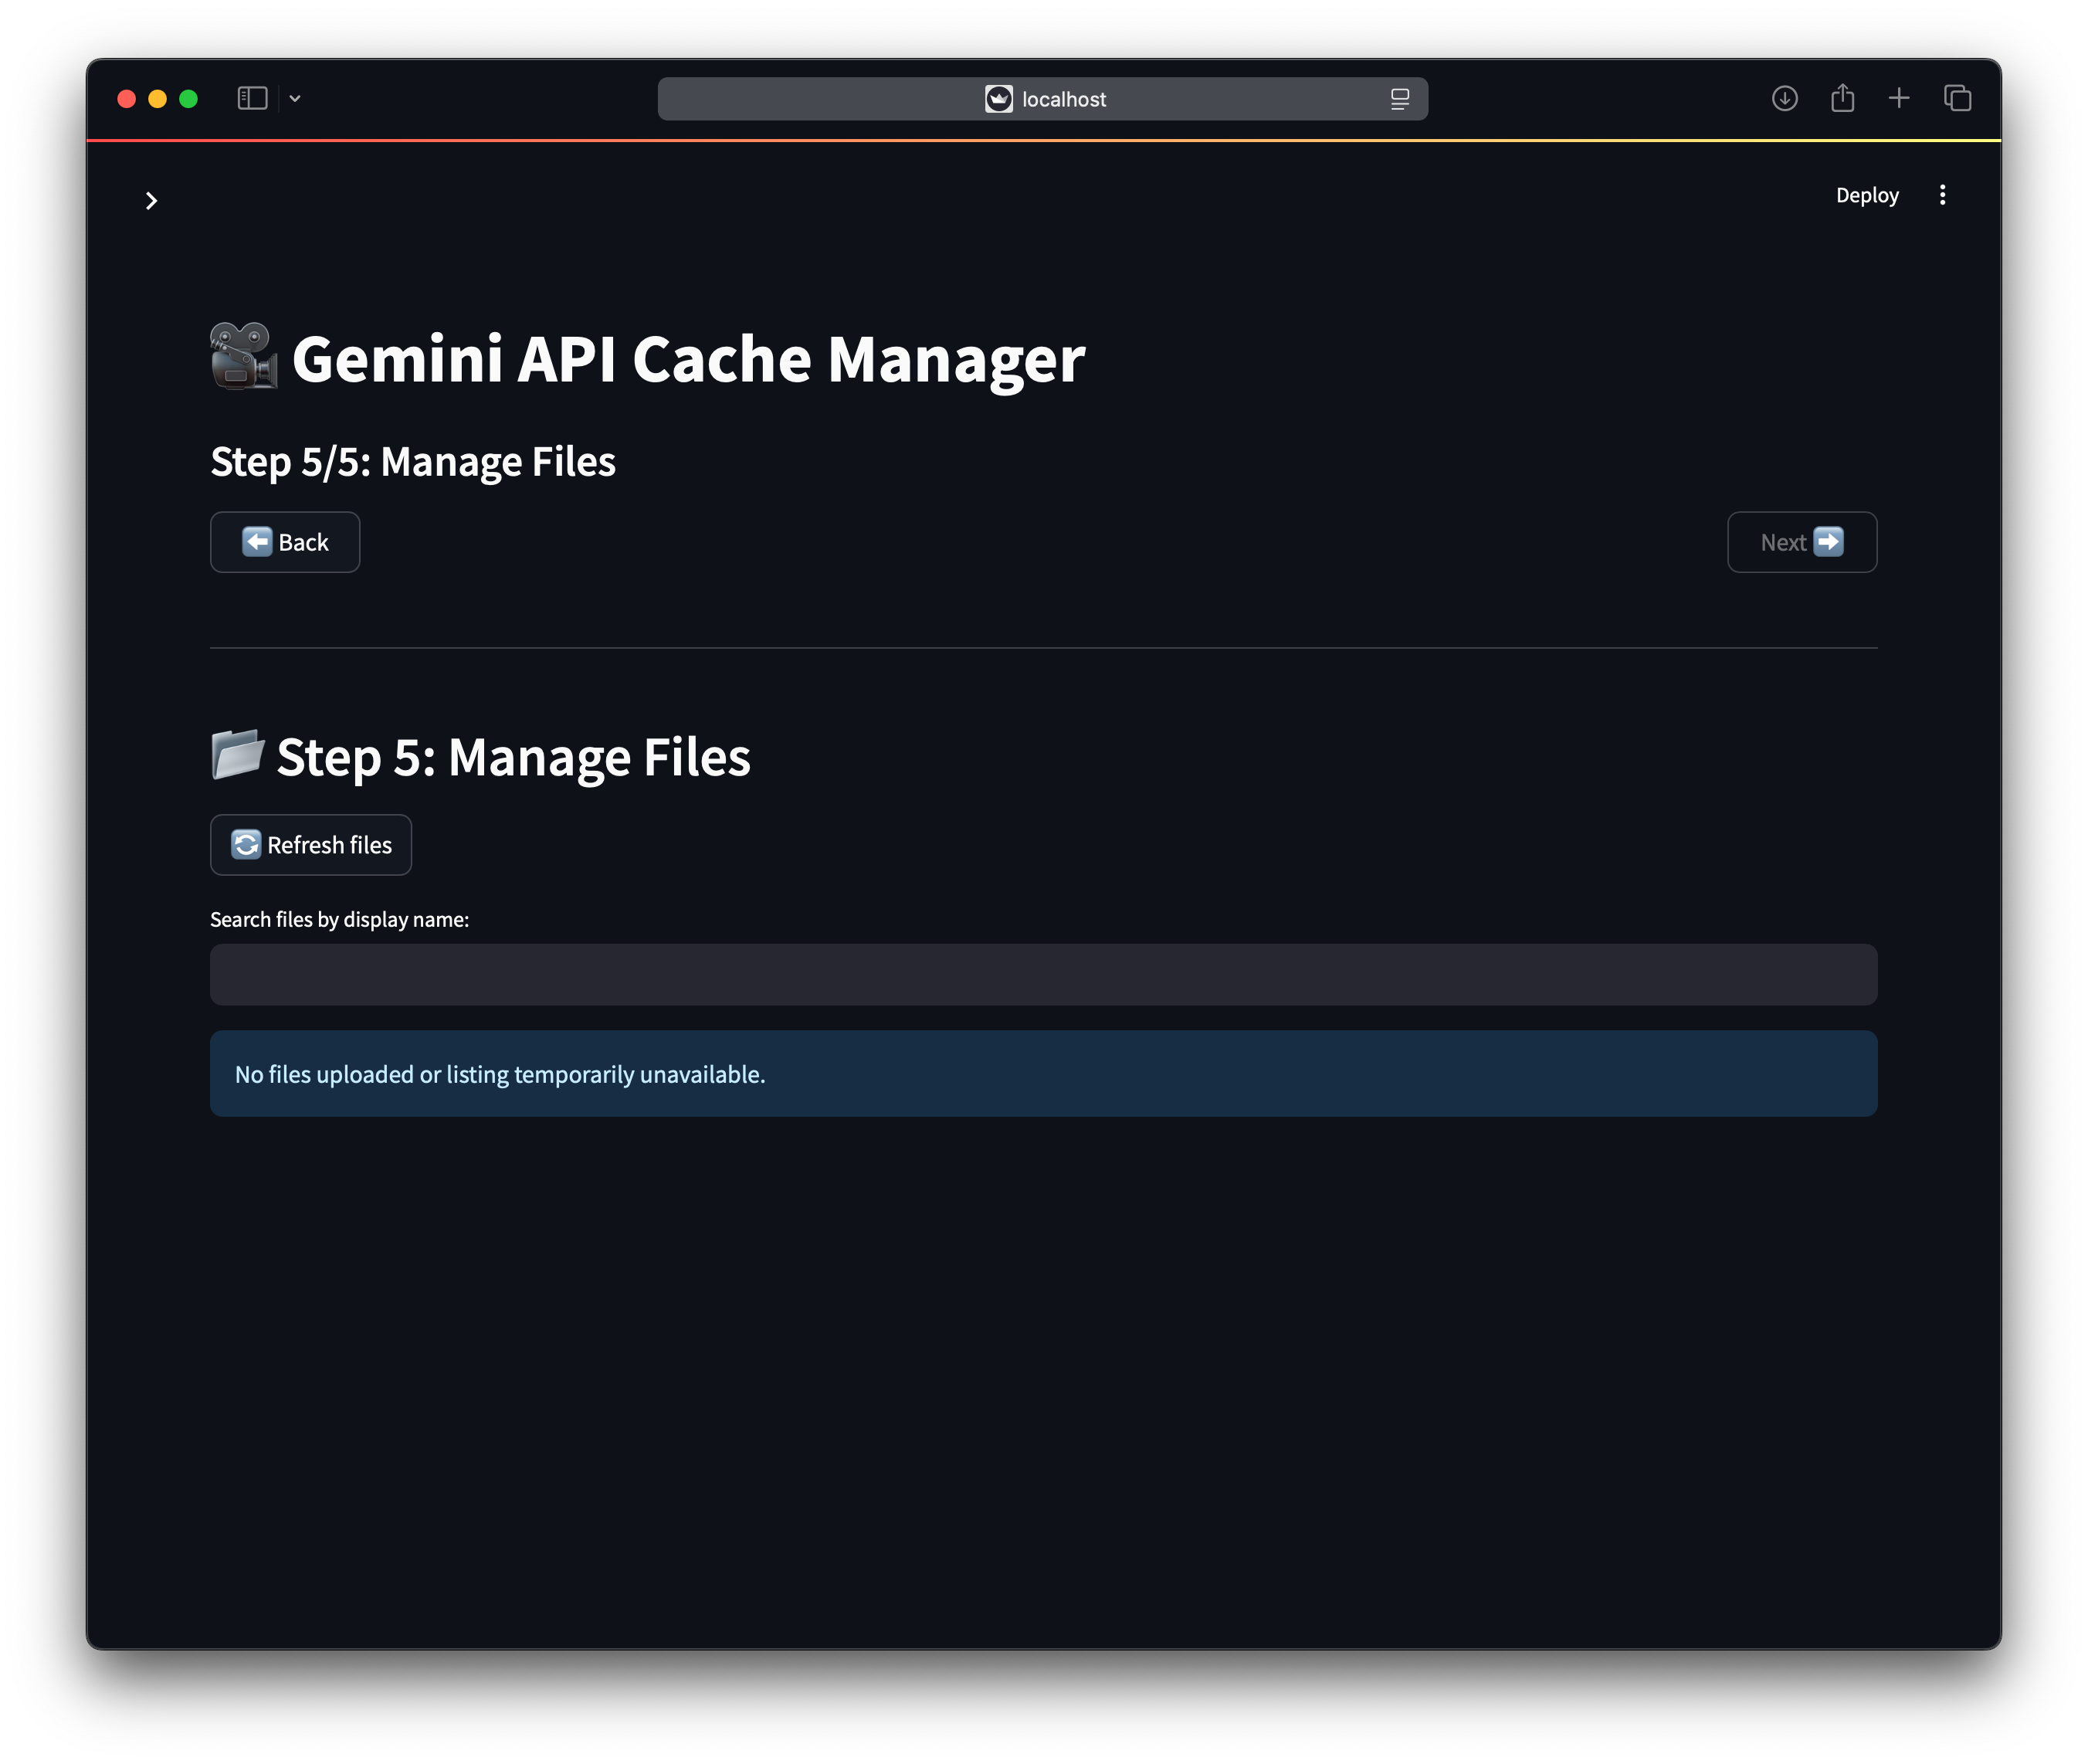 localhost
Deploy
Gemini API Cache Manager
Step 5/5: Manage Files
Back
Next
Step 5: Manage Files
Refresh files
Search files by display name:
No files uploaded or listing temporarily unavailable.